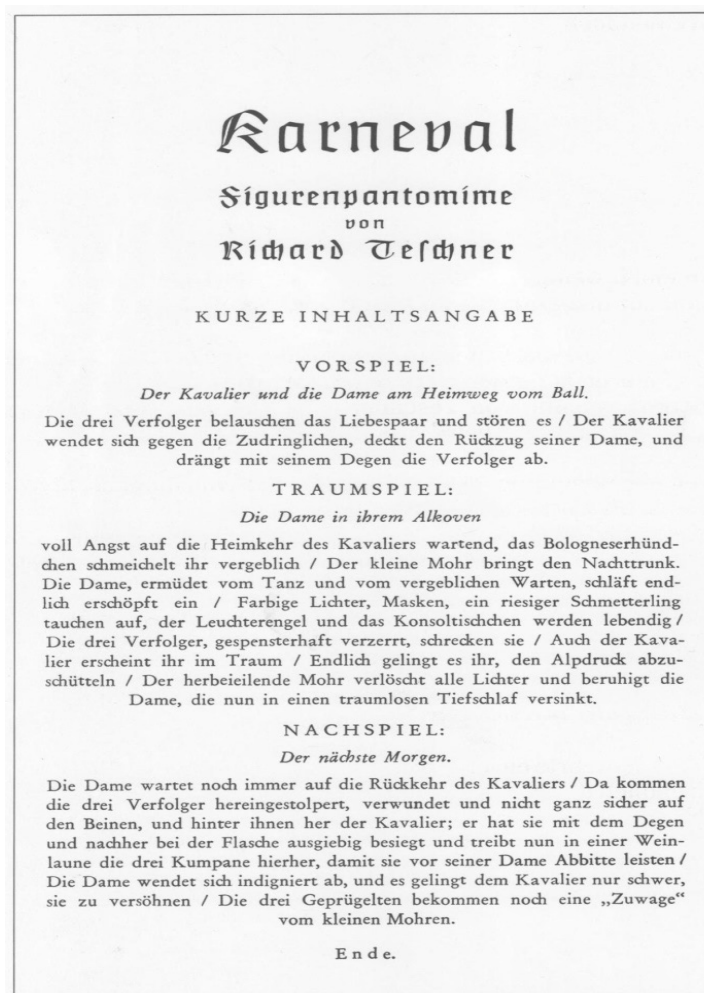 Karneval
Figurenpantomime
von
Richard Teschner
KURZE INHALTSANGABE
VORSPIEL:
Der Kavalier und die Dame am Heimweg vom Ball.
Die drei Verfolger belauschen das Liebespaar und stören es / Der Kavalier
wendet sich gegen die Zudringlichen, deckt den Rückzug seiner Dame, und
drängt mit seinem Degen die Verfolger ab.
TRAUMSPIEL:
Die Dame in ihrem Alkoven
voll Angst auf die Heimkehr des Kavaliers wartend, das Bologneserhünd-
chen schmeichelt ihr vergeblich / Der kleine Mohr bringt den Nachttrunk.
Die Dame, ermüdet vom Tanz und vom vergeblichen Warten, schläft end-
lich erschöpft ein / Farbige Lichter, Masken, ein riesiger Schmetterling
tauchen auf, der Leuchterengel und das Konsoltischchen werden lebendig /
Die drei Verfolger, gespensterhaft verzerrt, schrecken sie / Auch der Kava-
lier erscheint ihr im Traum / Endlich gelingt es ihr, den Alpdruck abzu-
schütteln / Der herbeieilende Mohr verlöscht alle Lichter und beruhigt die
Dame, die nun in einen traumlosen Tiefschlaf versinkt.
NACHSPIEL:
Der nächste Morgen.
Die Dame wartet noch immer auf die Rückkehr des Kavaliers / Da kommen
die drei Verfolger hereingestolpert, verwundet und nicht ganz sicher auf
den Beinen, und hinter ihnen her der Kavalier; er hat sie mit dem Degen
und nachher bei der Flasche ausgiebig besiegt und treibt nun in einer Wein-
laune die drei Kumpane hierher, damit sie vor seiner Dame Abbitte leisten /
Die Dame wendet sich indigniert ab, und es gelingt dem Kavalier nur schwer,
sie zu versöhnen / Die drei Geprügelten bekommen noch eine „Zuwage“
vom kleinen Mohren.
Ende.